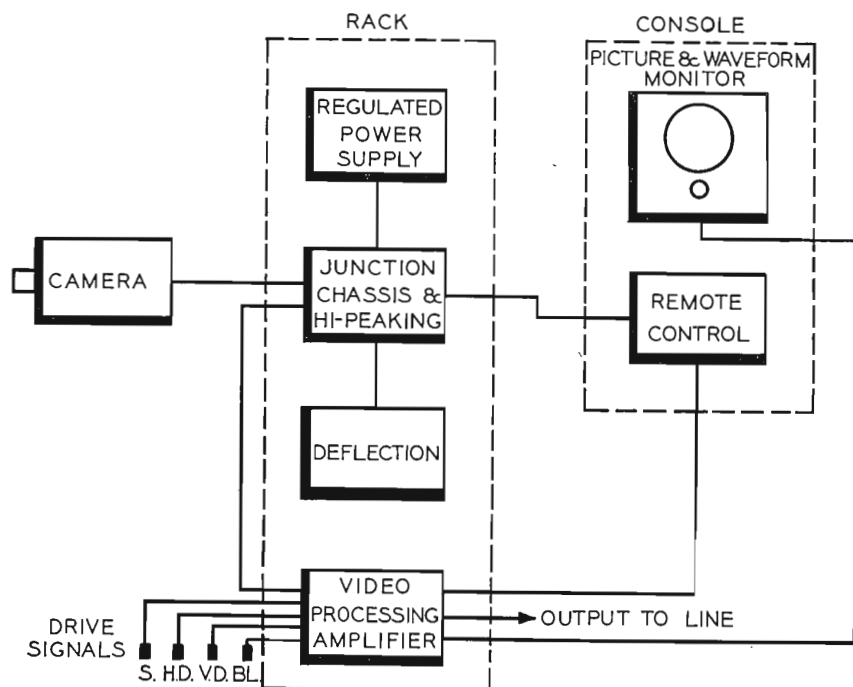 RACK
CONSOLE
PICTURE & WAVEFORM
MONITOR
REGULATED
POWER
SUPPLY
CAMERA
JUNCTION
CHASSIS &
HI-PEAKING
REMOTE
CONTROL
DEFLECTION
VIDEO
PROCESSING
AMPLIFIER
OUTPUT TO LINE
DRIVE
SIGNALS
S. H.D. V.D. BL.